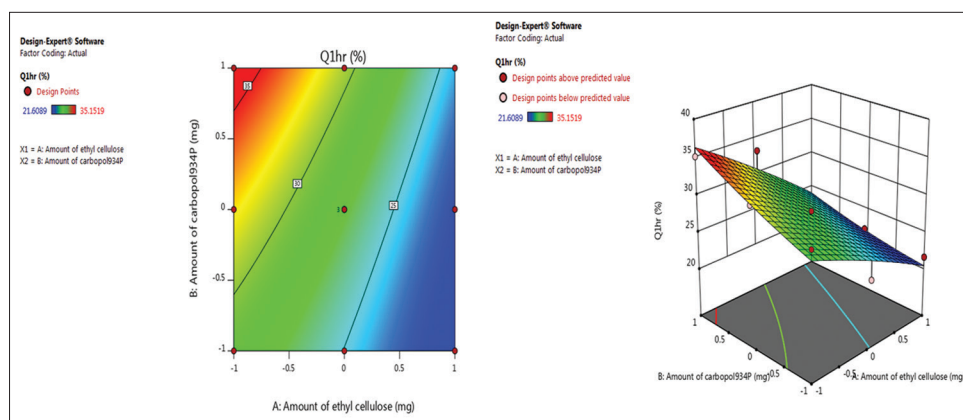 Design-Expert® Software
Factor Coding: Actual
Q1hr (%)
Design Points
21.6089 35.1519
X1 = A: Amount of ethyl cellulose
X2 = B: Amount of carbopol934P
Q1hr (%)
B: Amount of carbopol934P (mg)
1
0.5
0
-0.5
-1
35
30
25
1
-1 -0.5 0 0.5 1
A: Amount of ethyl cellulose (mg)
Design-Expert® Software
Factor Coding: Actual
Q1hr (%)
Design points above predicted value
Design points below predicted value
21.6089 35.1519
X1 = A: Amount of ethyl cellulose
X2 = B: Amount of carbopol934P
Q1hr (%)
40
35
30
25
20
1
0.5
0
-0.5
-1
1
0.5
0
-0.5
-1
B: Amount of carbopol934P (mg)
A: Amount of ethyl cellulose (mg